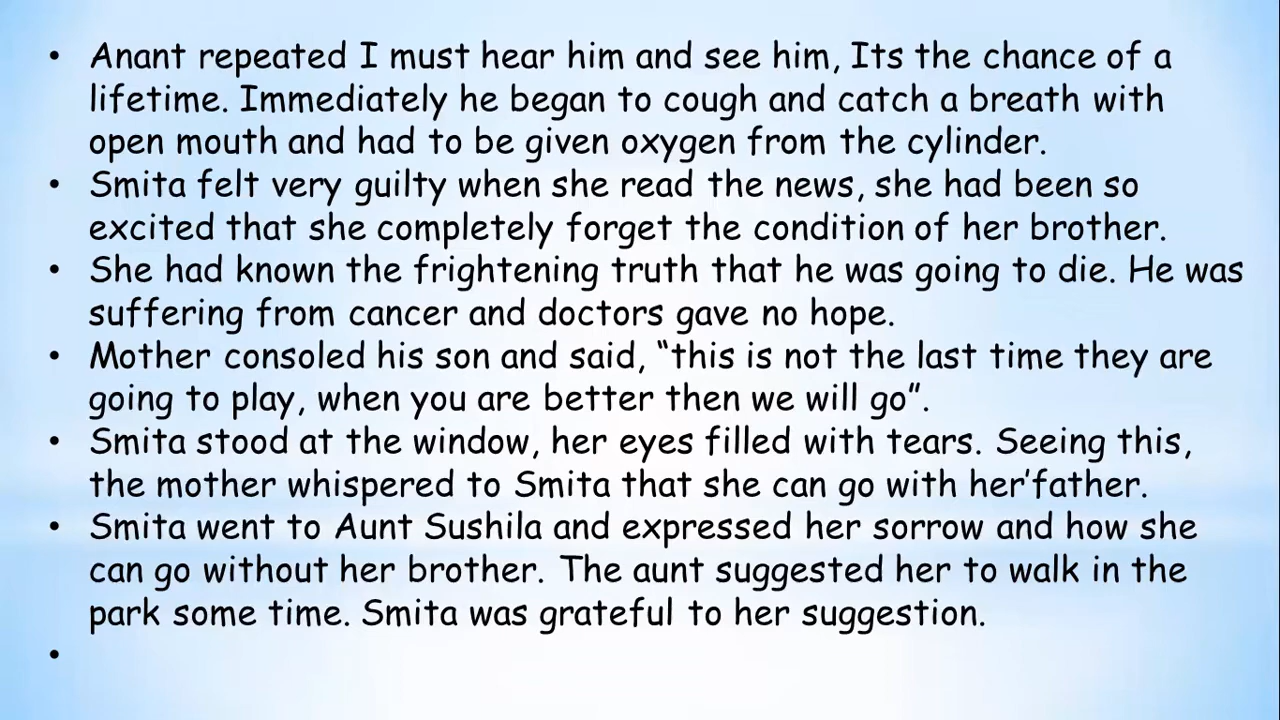 • Anant repeated I must hear him and see him, Its the chance of a
lifetime. Immediately he began to cough and catch a breath with
open mouth and had to be given oxygen from the cylinder.
• Smita felt very guilty when she read the news, she had been so
excited that she completely forget the condition of her brother.
• She had known the frightening truth that he was going to die. He was
suffering from cancer and doctors gave no hope.
• Mother consoled his son and said, “this is not the last time they are
going to play, when you are better then we will go”.
• Smita stood at the window, her eyes filled with tears. Seeing this,
the mother whispered to Smita that she can go with her’father.
• Smita went to Aunt Sushila and expressed her sorrow and how she
can go without her brother. The aunt suggested her to walk in the
park some time. Smita was grateful to her suggestion.
•